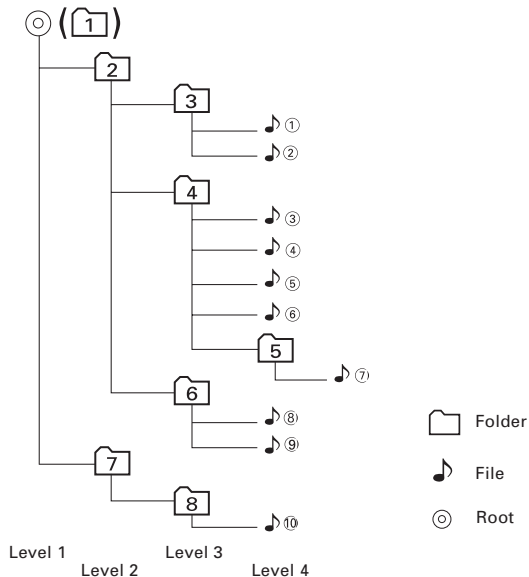 (1)
2
3
①
②
4
③
④
⑤
⑥
5
⑦
6
⑧
⑨
7
8
⑩
Folder
File
Root
Level 1
Level 2
Level 3
Level 4